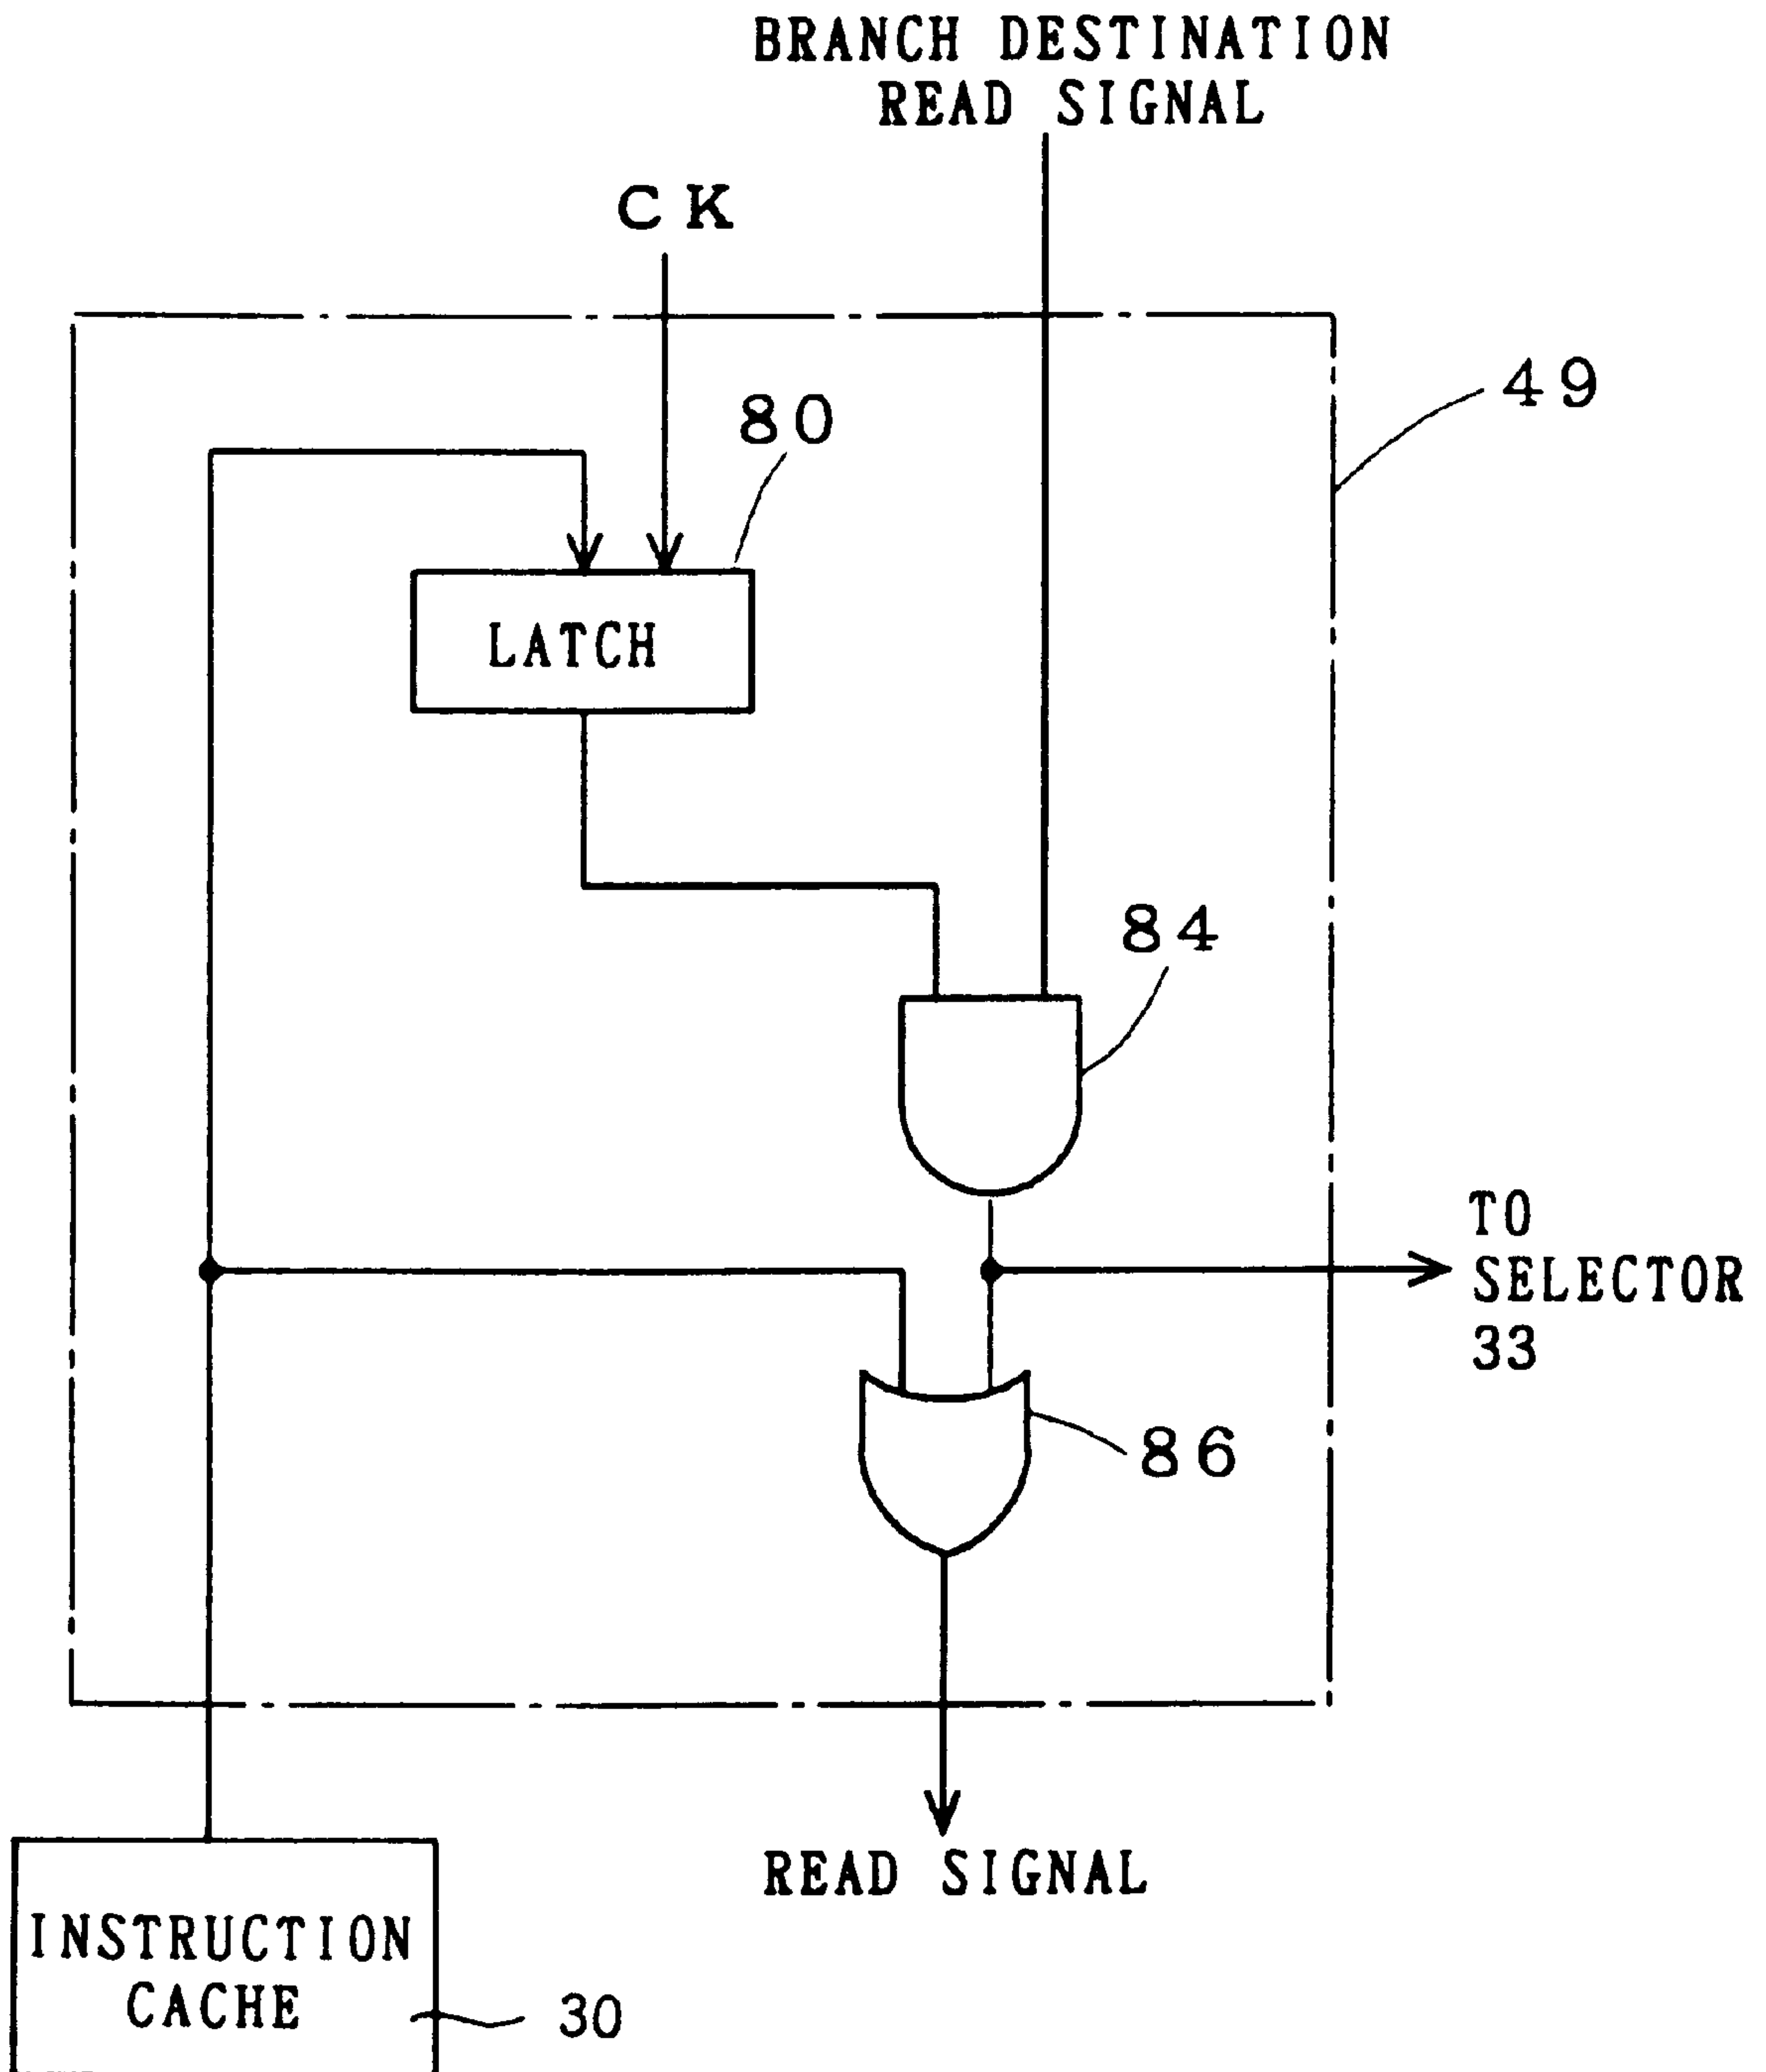 BRANCH DESTINATION
READ SIGNAL
CK
49
80
LATCH
84
TO
SELECTOR
33
86
READ SIGNAL
INSTRUCTION
CACHE
30